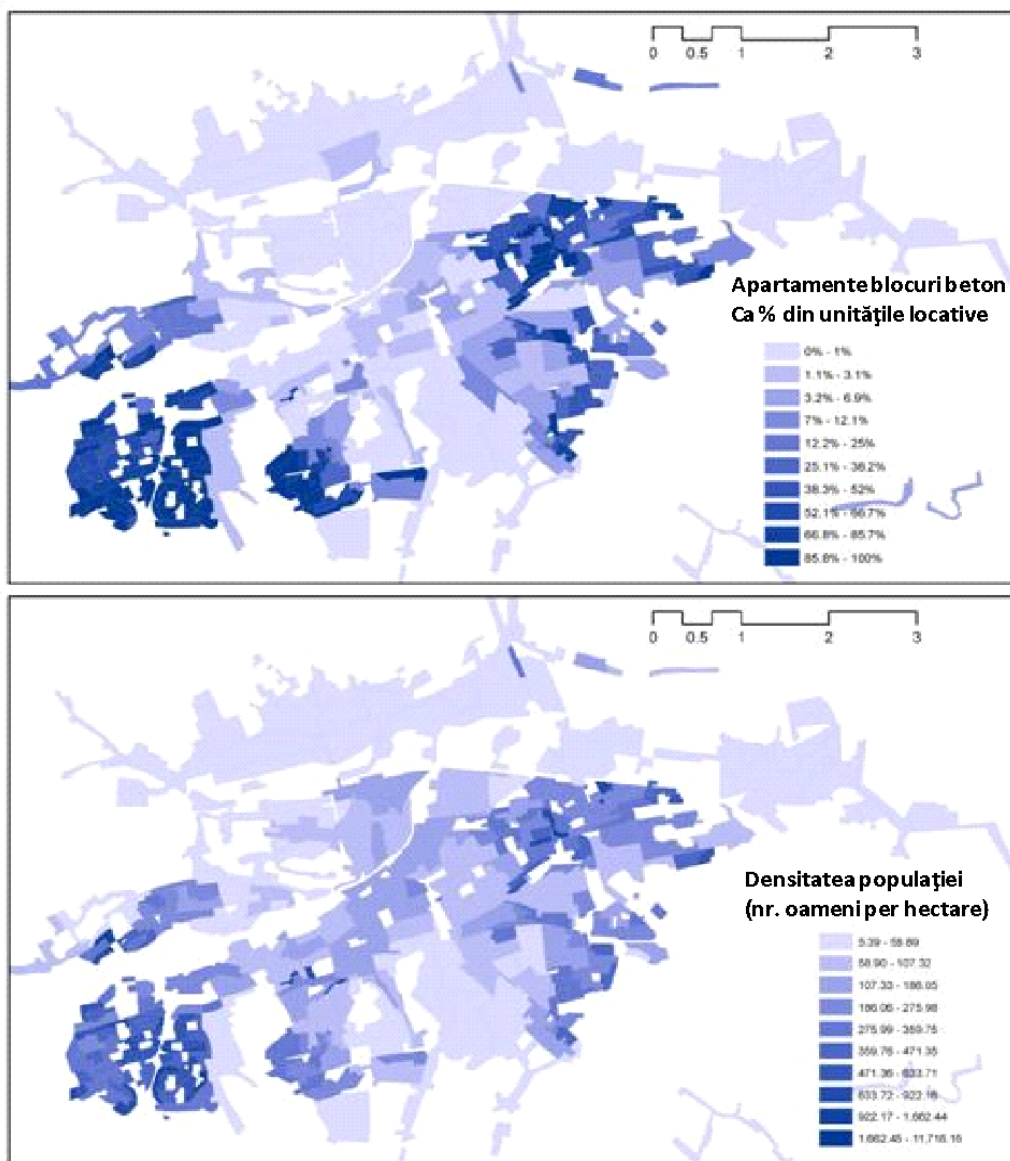 0 0.5 1 2 3
Apartamente blocuri beton
Ca % din unităţile locative
0% - 1%
1.1% - 3.1%
3.2% - 6.9%
7% - 12.1%
12.2% - 25%
25.1% - 38.2%
38.3% - 52%
52.1% - 66.7%
66.8% - 85.7%
85.8% - 100%
0 0.5 1 2 3
Densitatea populaţiei
(nr. oameni per hectare)
5.39 - 58.89
58.90 - 107.32
107.33 - 186.05
186.06 - 275.98
275.99 - 359.75
359.76 - 471.35
471.36 - 633.71
633.72 - 922.16
922.17 - 1,662.44
1,662.45 - 11,716.16